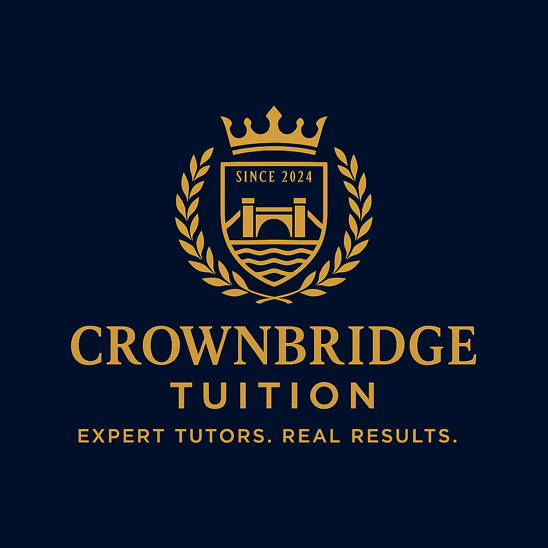 SINCE 2024
CROWNBRIDGE
TUITION
EXPERT TUTORS. REAL RESULTS.